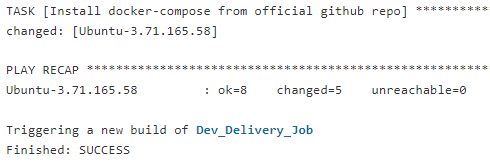 TASK [Install docker-compose from official github repo] **********
changed: [Ubuntu-3.71.165.58]
PLAY RECAP *******************************************************
Ubuntu-3.71.165.58 : ok=8 changed=5 unreachable=0
Triggering a new build of Dev_Delivery_Job
Finished: SUCCESS